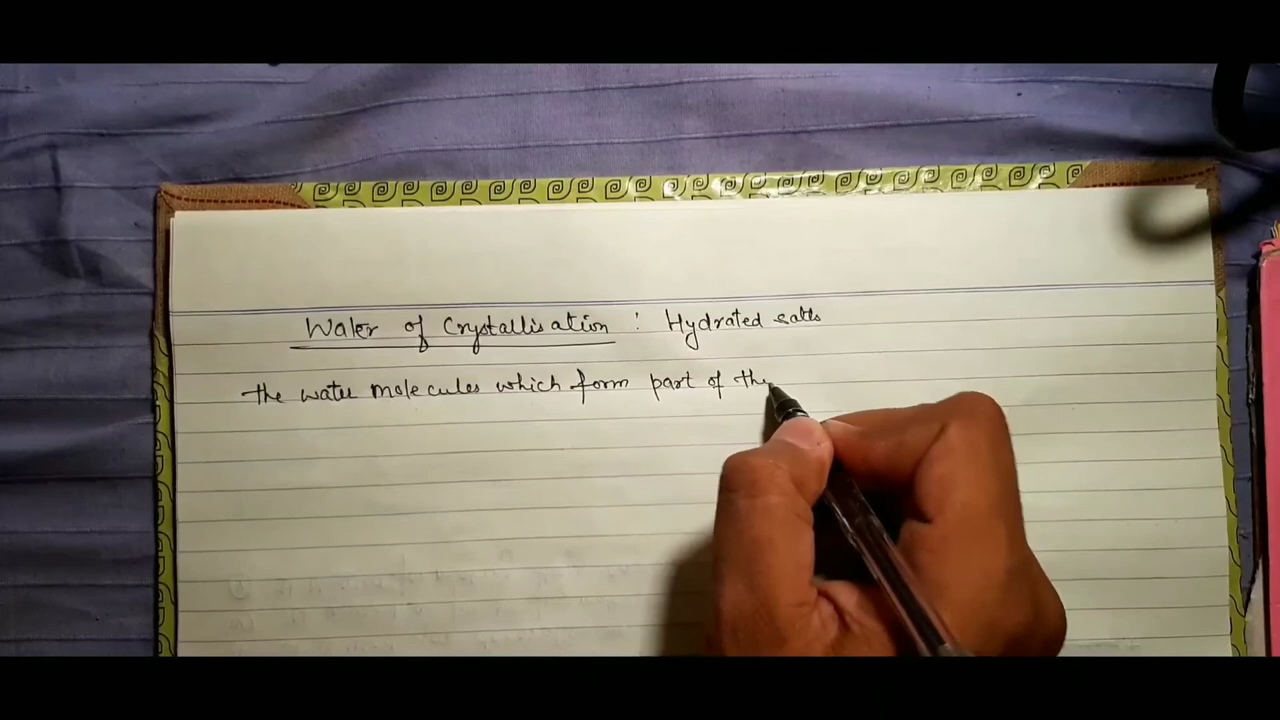 Water of Crystallisation : Hydrated salts
the water molecules which form part of the